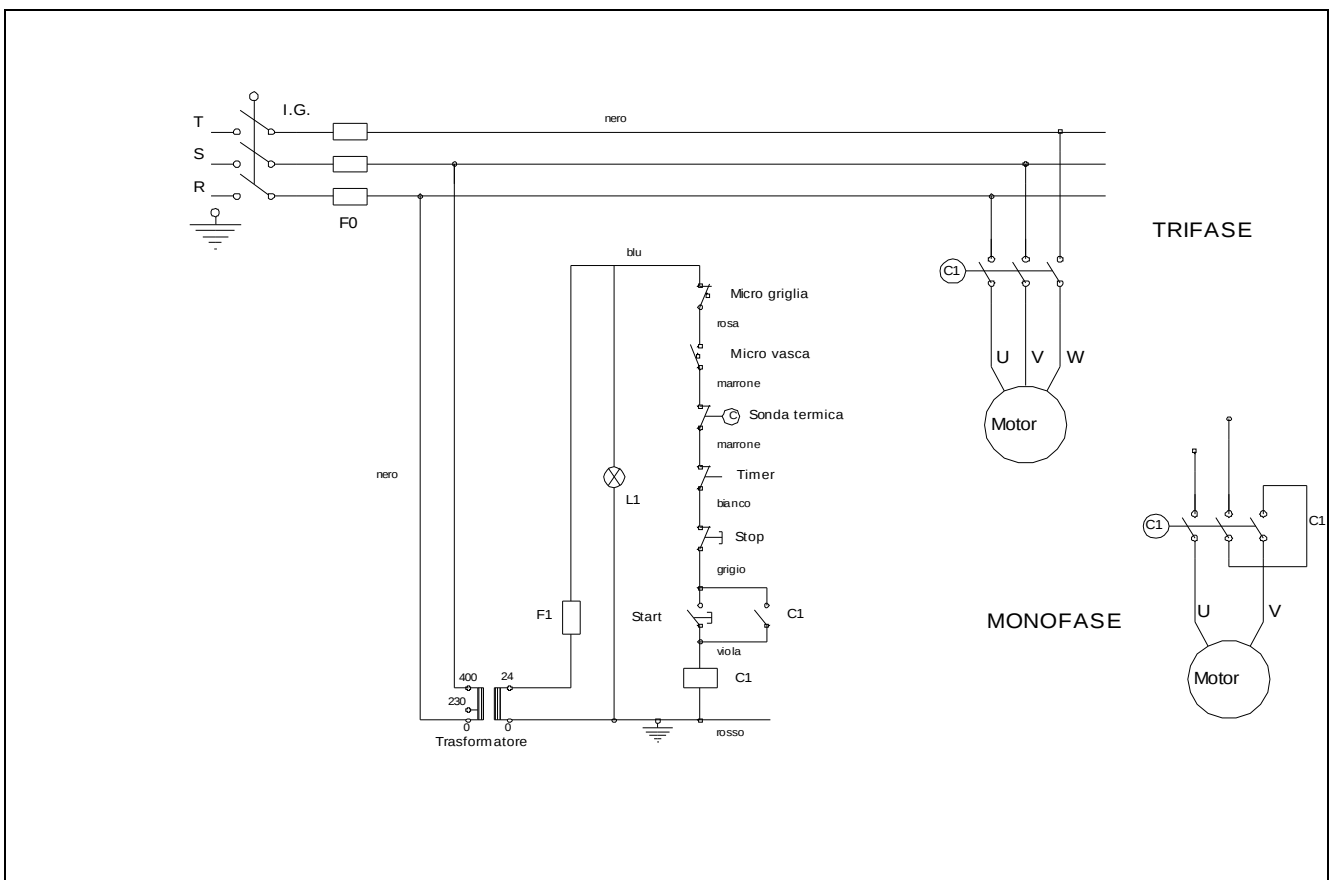 I.G.
nero
T
S
R
F0
TRIFASE
blu
C1
Micro griglia
rosa
Micro vasca
U V W
marrone
C Sonda termica
Motor
marrone
nero
Timer
L1
bianco
C1
C1
Stop
grigio
F1
Start
C1
U V
MONOFASE
viola
400
24
C1
Motor
230
0
0
rosso
Trasformatore